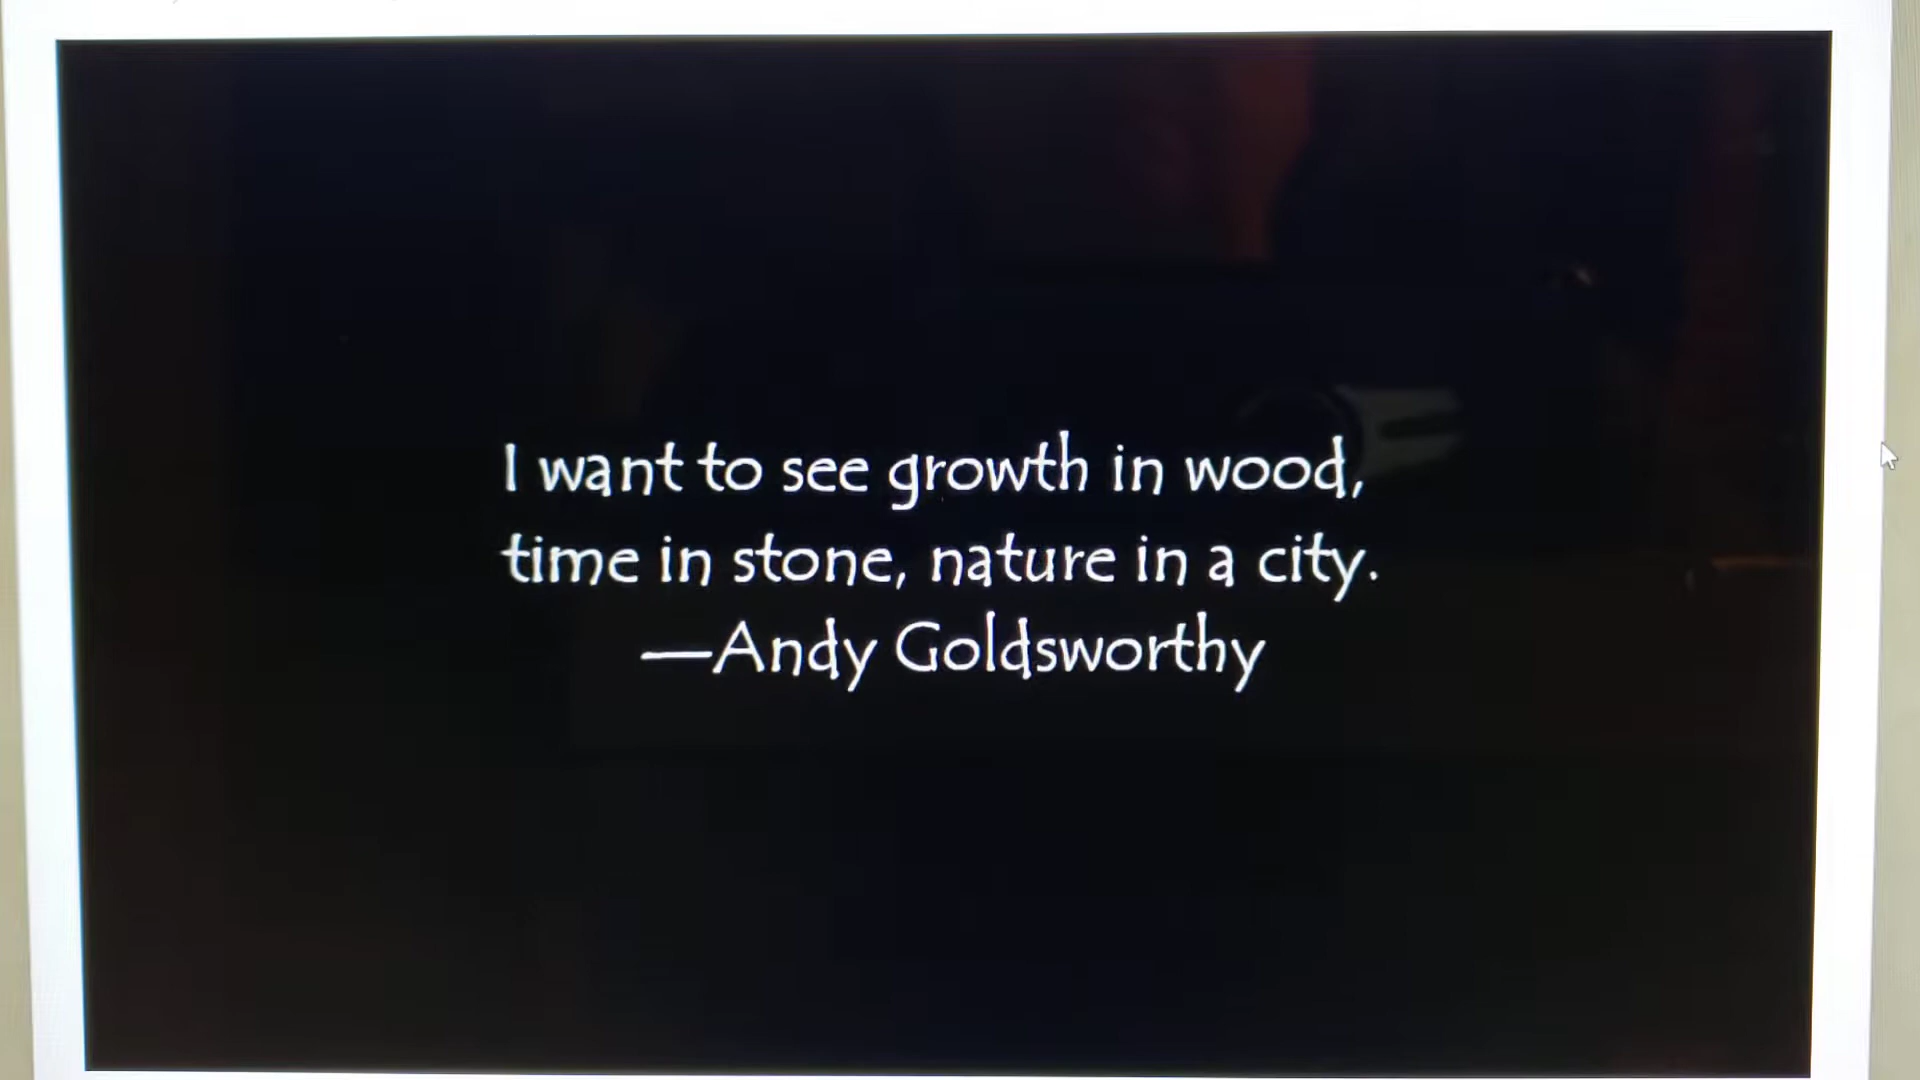 I want to see growth in wood,
time in stone, nature in a city.
—Andy Goldsworthy